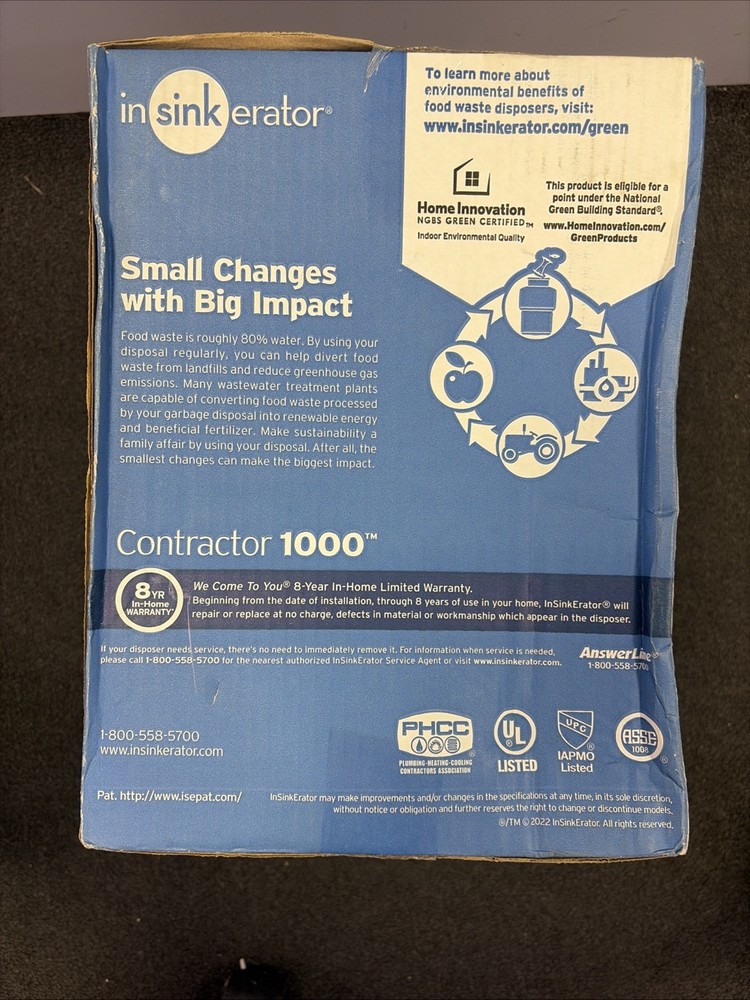 insinkerator®
To learn more about
environmental benefits of
food waste disposers, visit:
www.insinkerator.com/green
Home Innovation
NGBS GREEN CERTIFIED™
Indoor Environmental Quality
This product is eligible for a
point under the National
Green Building Standard®.
www.HomeInnovation.com/
GreenProducts
Small Changes
with Big Impact
Food waste is roughly 80% water. By using your
disposal regularly, you can help divert food
waste from landfills and reduce greenhouse gas
emissions. Many wastewater treatment plants
are capable of converting food waste processed
by your garbage disposal into renewable energy
and beneficial fertilizer. Make sustainability a
family affair by using your disposal. After all, the
smallest changes can make the biggest impact.
Contractor 1000™
8YR
In-Home
WARRANTY*
We Come To You® 8-Year In-Home Limited Warranty.
Beginning from the date of installation, through 8 years of use in your home, InSinkErator® will
repair or replace at no charge, defects in material or workmanship which appear in the disposer.
If your disposer needs service, there's no need to immediately remove it. For information when service is needed,
please call 1-800-558-5700 for the nearest authorized InSinkErator Service Agent or visit www.insinkerator.com.
AnswerLine®
1-800-558-5700
1-800-558-5700
www.insinkerator.com
PHCC
PLUMBING-HEATING-COOLING
CONTRACTORS ASSOCIATION
UL
LISTED
UPC
®
IAPMO
Listed
ASSE
1008
®
Pat. http://www.isepat.com/
InSinkErator may make improvements and/or changes in the specifications at any time, in its sole discretion,
without notice or obligation and further reserves the right to change or discontinue models.
®/TM © 2022 InSinkErator. All rights reserved.